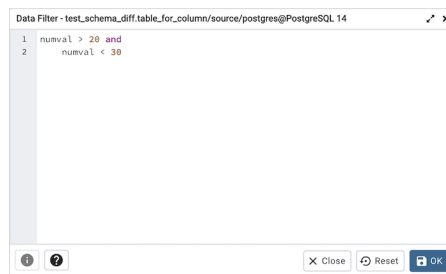 Data Filter - test_schema_diff.table_for_column/source/postgres@PostgreSQL 14
1 numval > 20 and
2 numval < 30
Close Reset OK